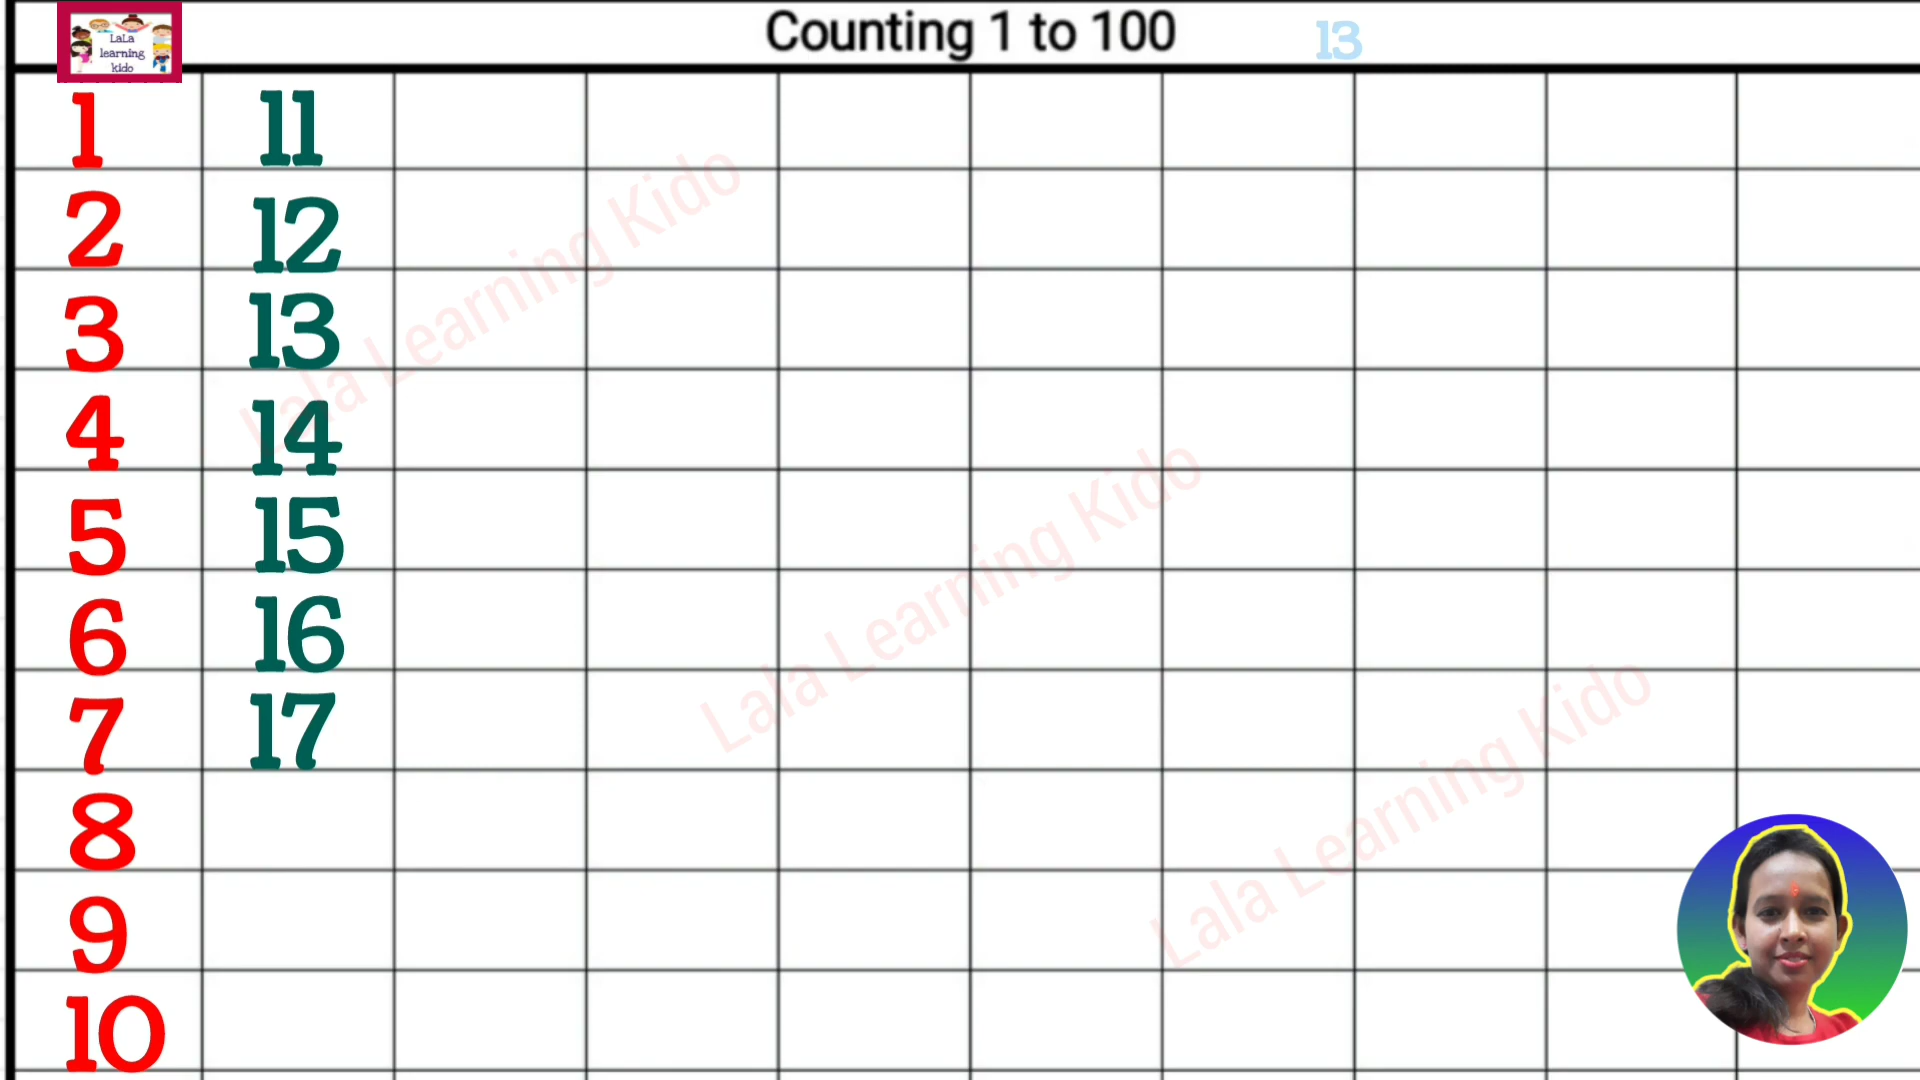 LaLa
learning
kido
Counting 1 to 100
13
1 11
2 12
3 13
4 14
5 15
6 16
7 17
8
9
10
Lala Learning Kido
Lala Learning Kido
Lala Learning Kido